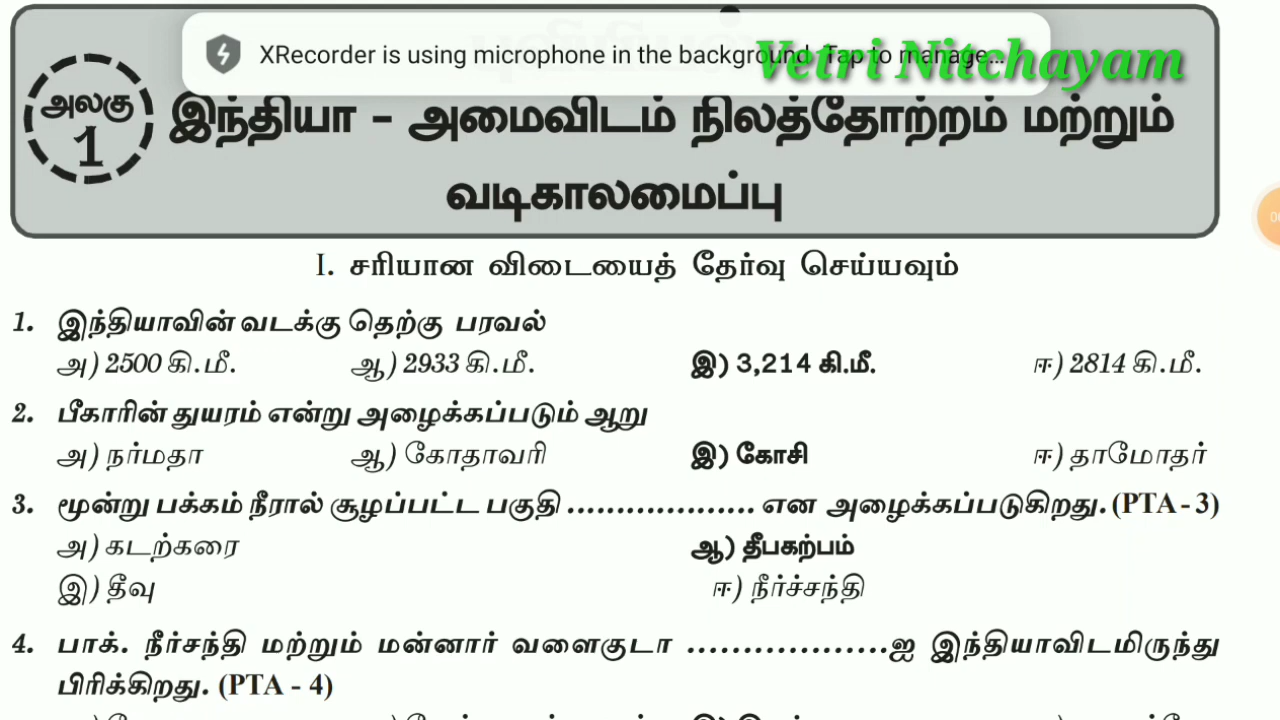 XRecorder is using microphone in the background. Tap to manage...
Vetri Nitchayam
அலகு
1
இந்தியா - அமைவிடம் நிலத்தோற்றம் மற்றும்
வடிகாலமைப்பு
I. சரியான விடையைத் தேர்வு செய்யவும்
1. இந்தியாவின் வடக்கு தெற்கு பரவல்
அ) 2500 கி.மீ. ஆ) 2933 கி.மீ. இ) 3,214 கி.மீ. ஈ) 2814 கி.மீ.
2. பீகாரின் துயரம் என்று அழைக்கப்படும் ஆறு
அ) நர்மதா ஆ) கோதாவரி இ) கோசி ஈ) தாமோதர்
3. மூன்று பக்கம் நீரால் சூழப்பட்ட பகுதி ................... என அழைக்கப்படுகிறது. (PTA - 3)
அ) கடற்கரை ஆ) தீபகற்பம்
இ) தீவு ஈ) நீர்ச்சந்தி
4. பாக். நீர்சந்தி மற்றும் மன்னார் வளைகுடா ..................ஐ இந்தியாவிடமிருந்து
பிரிக்கிறது. (PTA - 4)